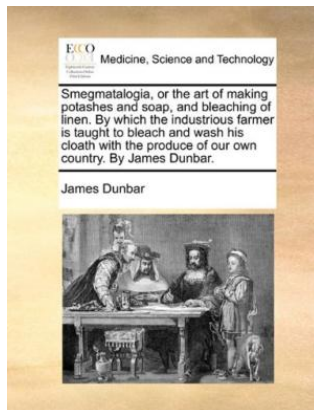 ECCO
Medicine, Science and Technology
Smegmatalogia, or the art of making
potashes and soap, and bleaching of
linen. By which the industrious farmer
is taught to bleach and wash his
cloath with the produce of our own
country. By James Dunbar.
James Dunbar